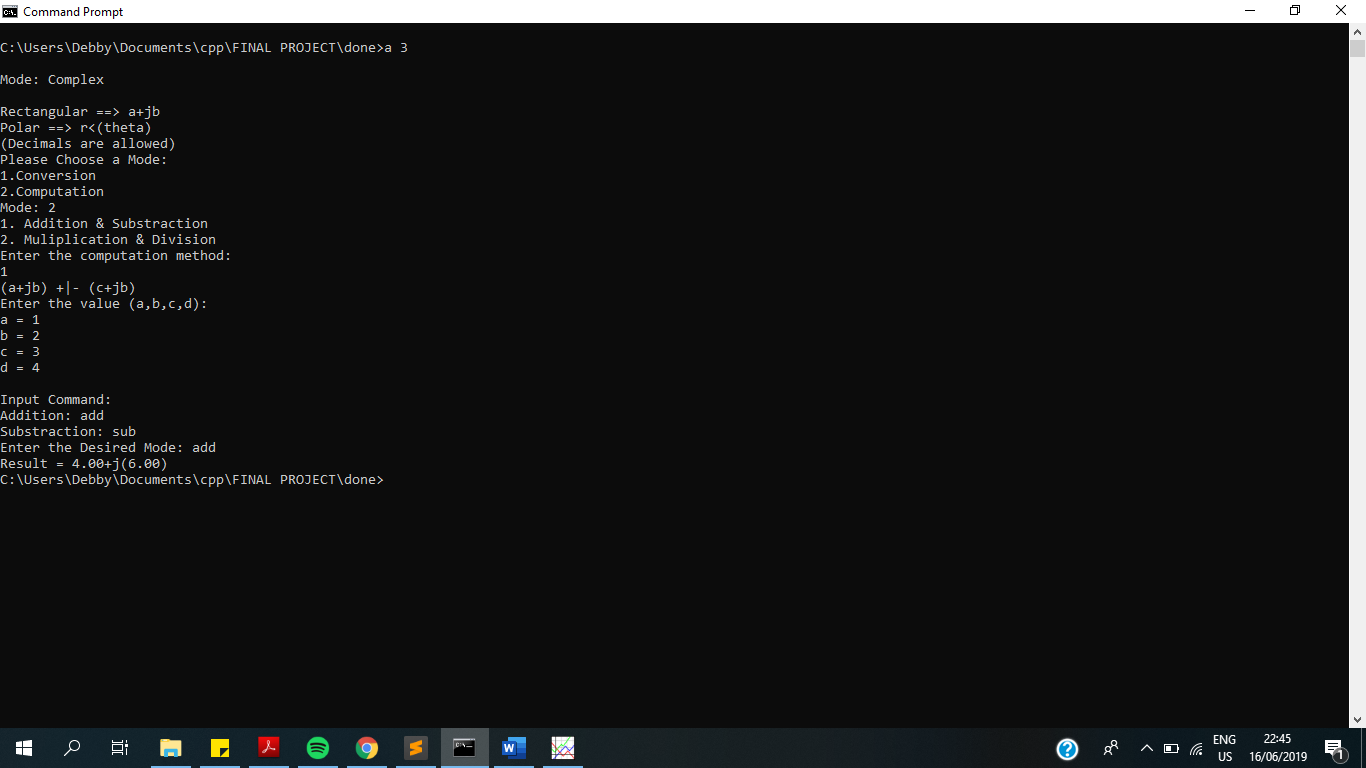 Command Prompt
C:\Users\Debby\Documents\cpp\FINAL PROJECT\done>a 3
Mode: Complex
Rectangular ==> a+jb
Polar ==> r<(theta)
(Decimals are allowed)
Please Choose a Mode:
1.Conversion
2.Computation
Mode: 2
1. Addition & Substraction
2. Muliplication & Division
Enter the computation method:
1
(a+jb) +|- (c+jb)
Enter the value (a,b,c,d):
a = 1
b = 2
c = 3
d = 4
Input Command:
Addition: add
Substraction: sub
Enter the Desired Mode: add
Result = 4.00+j(6.00)
C:\Users\Debby\Documents\cpp\FINAL PROJECT\done>
ENG
US
22:45
16/06/2019
1